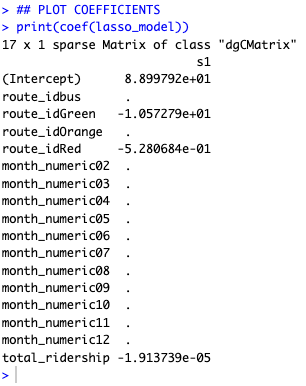 > ## PLOT COEFFICIENTS
> print(coef(lasso_model))
17 x 1 sparse Matrix of class "dgCMatrix"
s1
(Intercept) 8.899792e+01
route_idbus .
route_idGreen -1.057279e+01
route_idOrange .
route_idRed -5.280684e-01
month_numeric02 .
month_numeric03 .
month_numeric04 .
month_numeric05 .
month_numeric06 .
month_numeric07 .
month_numeric08 .
month_numeric09 .
month_numeric10 .
month_numeric11 .
month_numeric12 .
total_ridership -1.913739e-05
>